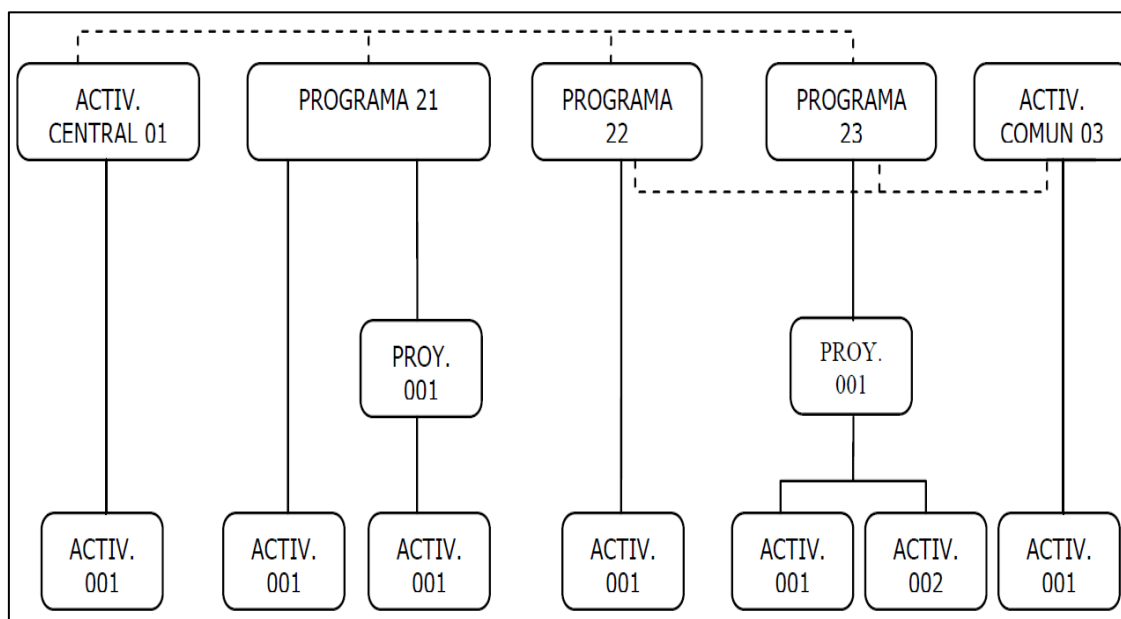 ACTIV.
CENTRAL 01
PROGRAMA 21
PROGRAMA
22
PROGRAMA
23
ACTIV.
COMUN 03
PROY.
001
PROY.
001
ACTIV.
001
ACTIV.
001
ACTIV.
001
ACTIV.
001
ACTIV.
001
ACTIV.
002
ACTIV.
001